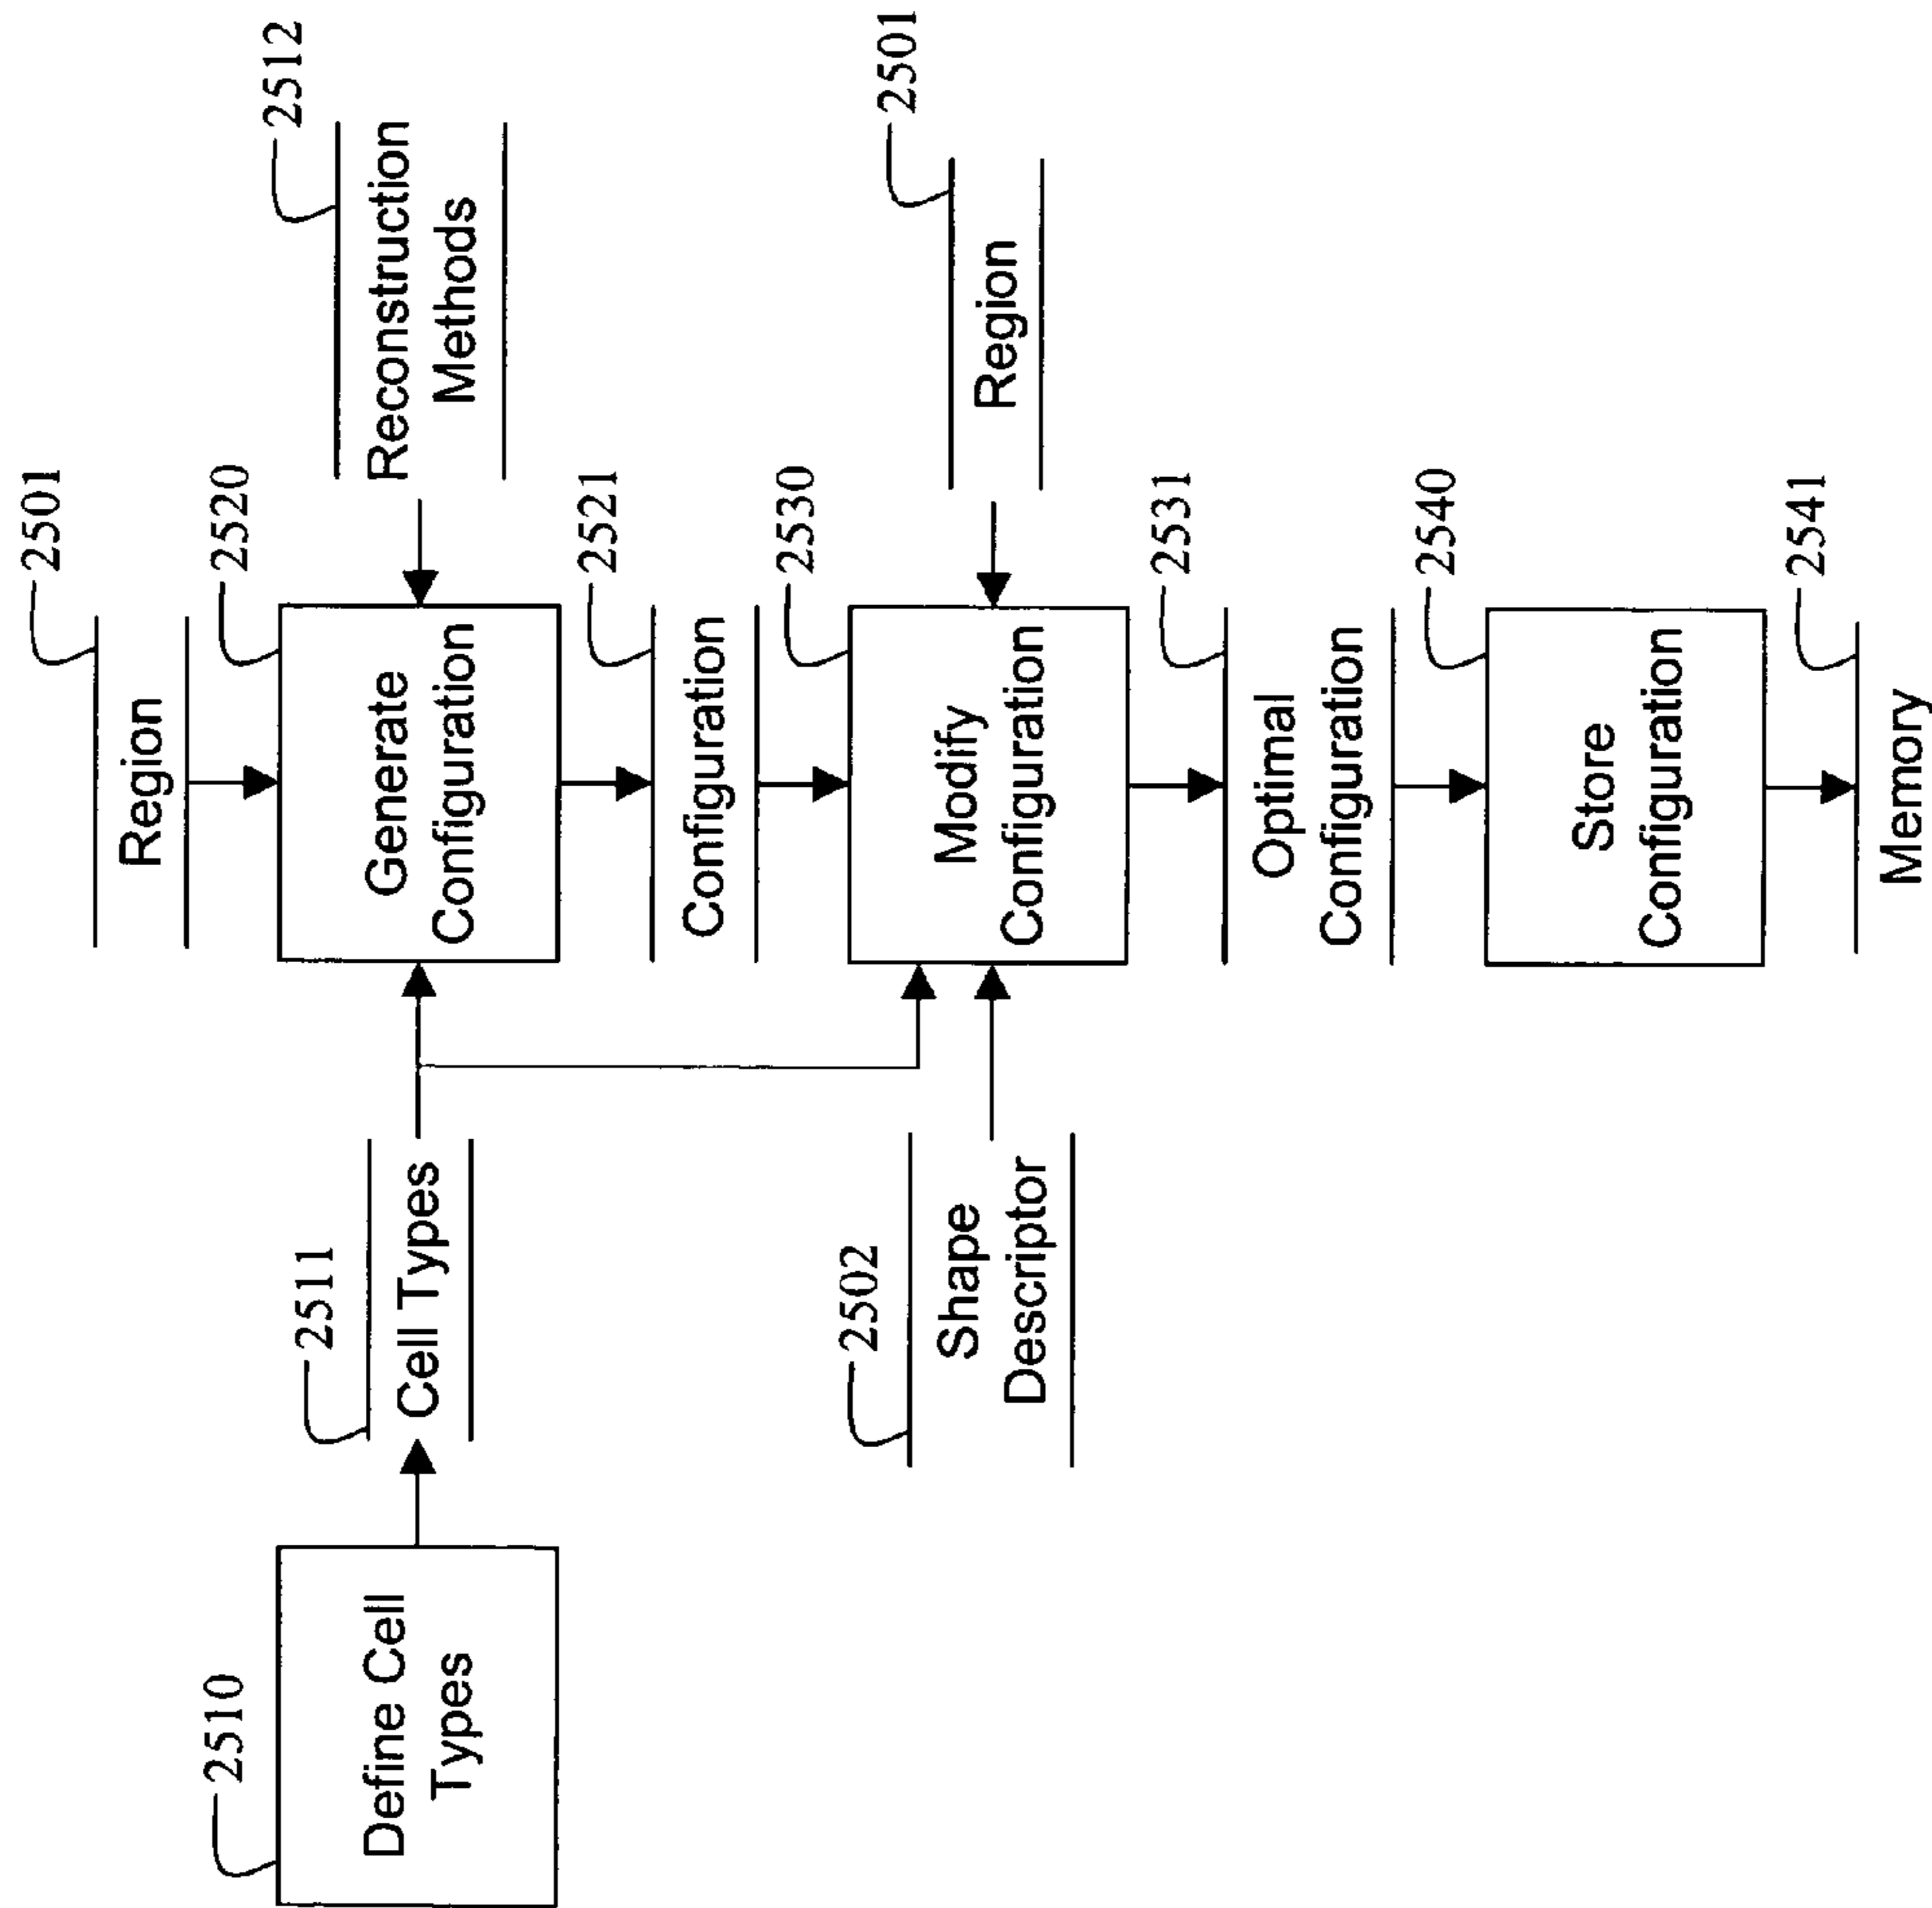 2501
Region
2510
Define Cell
Types
2511
Cell Types
2520
Generate
Configuration
2512
Reconstruction
Methods
2521
Configuration
2502
Shape
Descriptor
2530
Modify
Configuration
2501
Region
2531
Optimal
Configuration
2540
Store
Configuration
2541
Memory